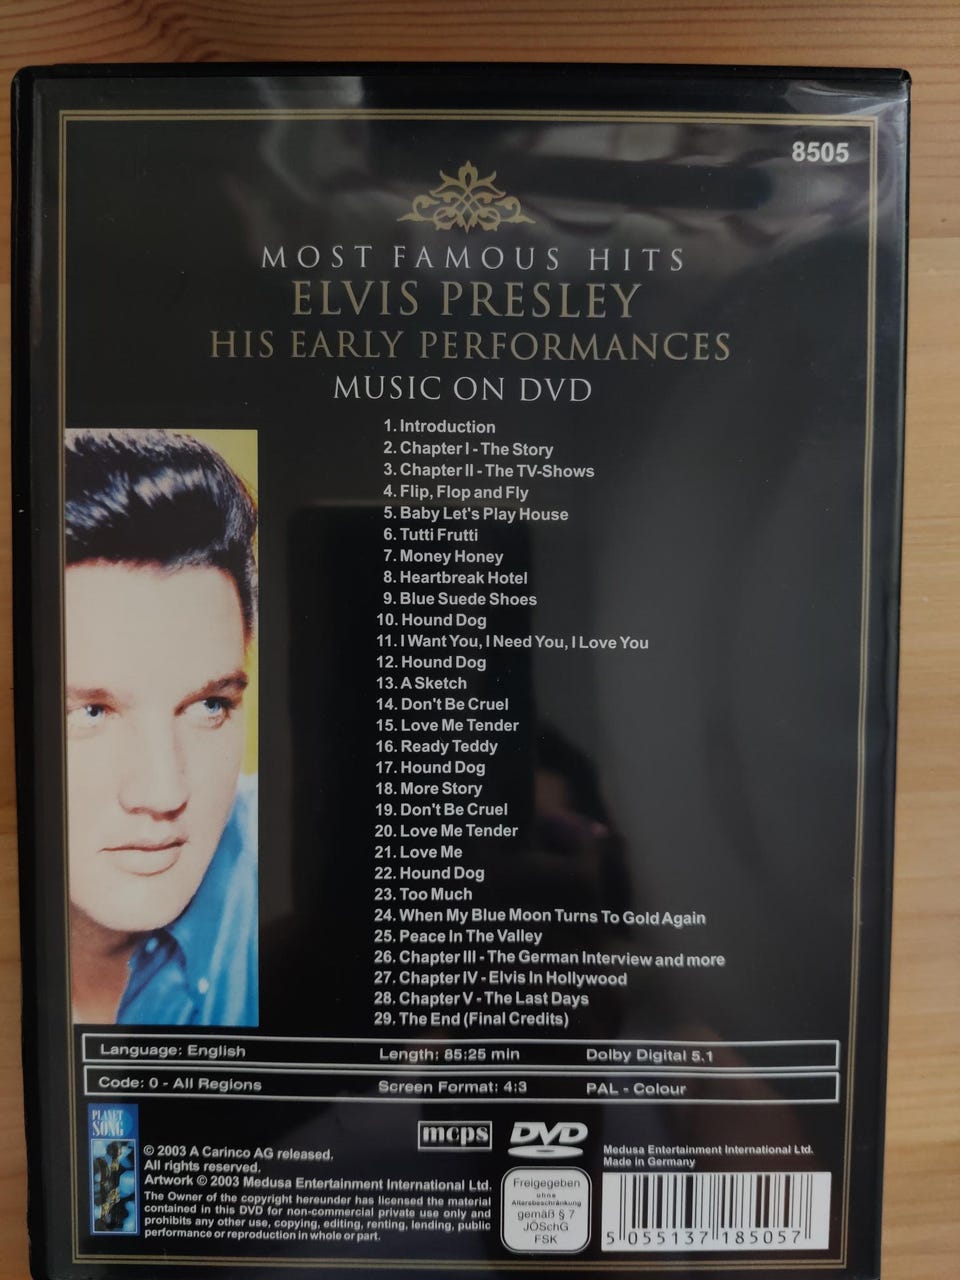 8505
MOST FAMOUS HITS
ELVIS PRESLEY
HIS EARLY PERFORMANCES
MUSIC ON DVD
1. Introduction
2. Chapter I - The Story
3. Chapter II - The TV-Shows
4. Flip, Flop and Fly
5. Baby Let's Play House
6. Tutti Frutti
7. Money Honey
8. Heartbreak Hotel
9. Blue Suede Shoes
10. Hound Dog
11. I Want You, I Need You, I Love You
12. Hound Dog
13. A Sketch
14. Don't Be Cruel
15. Love Me Tender
16. Ready Teddy
17. Hound Dog
18. More Story
19. Don't Be Cruel
20. Love Me Tender
21. Love Me
22. Hound Dog
23. Too Much
24. When My Blue Moon Turns To Gold Again
25. Peace In The Valley
26. Chapter III - The German Interview and more
27. Chapter IV - Elvis In Hollywood
28. Chapter V - The Last Days
29. The End (Final Credits)
Language: English Length: 85:25 min Dolby Digital 5.1
Code: 0 - All Regions Screen Format: 4:3 PAL - Colour
PLANET
SONG
© 2003 A Carinco AG released.
All rights reserved.
Artwork © 2003 Medusa Entertainment International Ltd.
The Owner of the copyright hereunder has licensed the material
contained in this DVD for non-commercial private use only and
prohibits any other use, copying, editing, renting, lending, public
performance or reproduction in whole or part.
mcps
DVD
Freigegeben
ohne
Altersbeschränkung
gemäß § 7
JÖSchG
FSK
Medusa Entertainment International Ltd.
Made in Germany
5 055137 185057